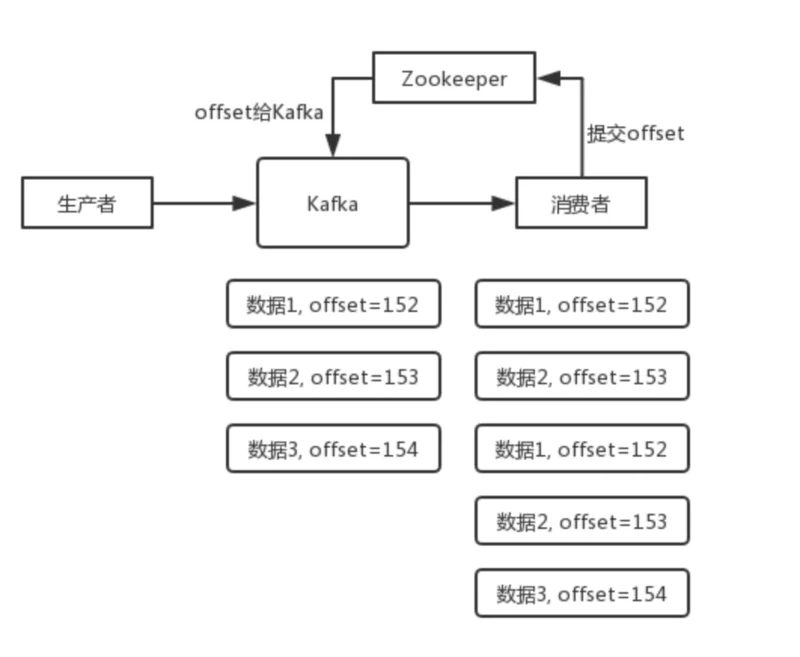 Zookeeper
offset给Kafka
提交offset
生产者
Kafka
消费者
数据1, offset=152
数据1, offset=152
数据2, offset=153
数据2, offset=153
数据3, offset=154
数据1, offset=152
数据2, offset=153
数据3, offset=154